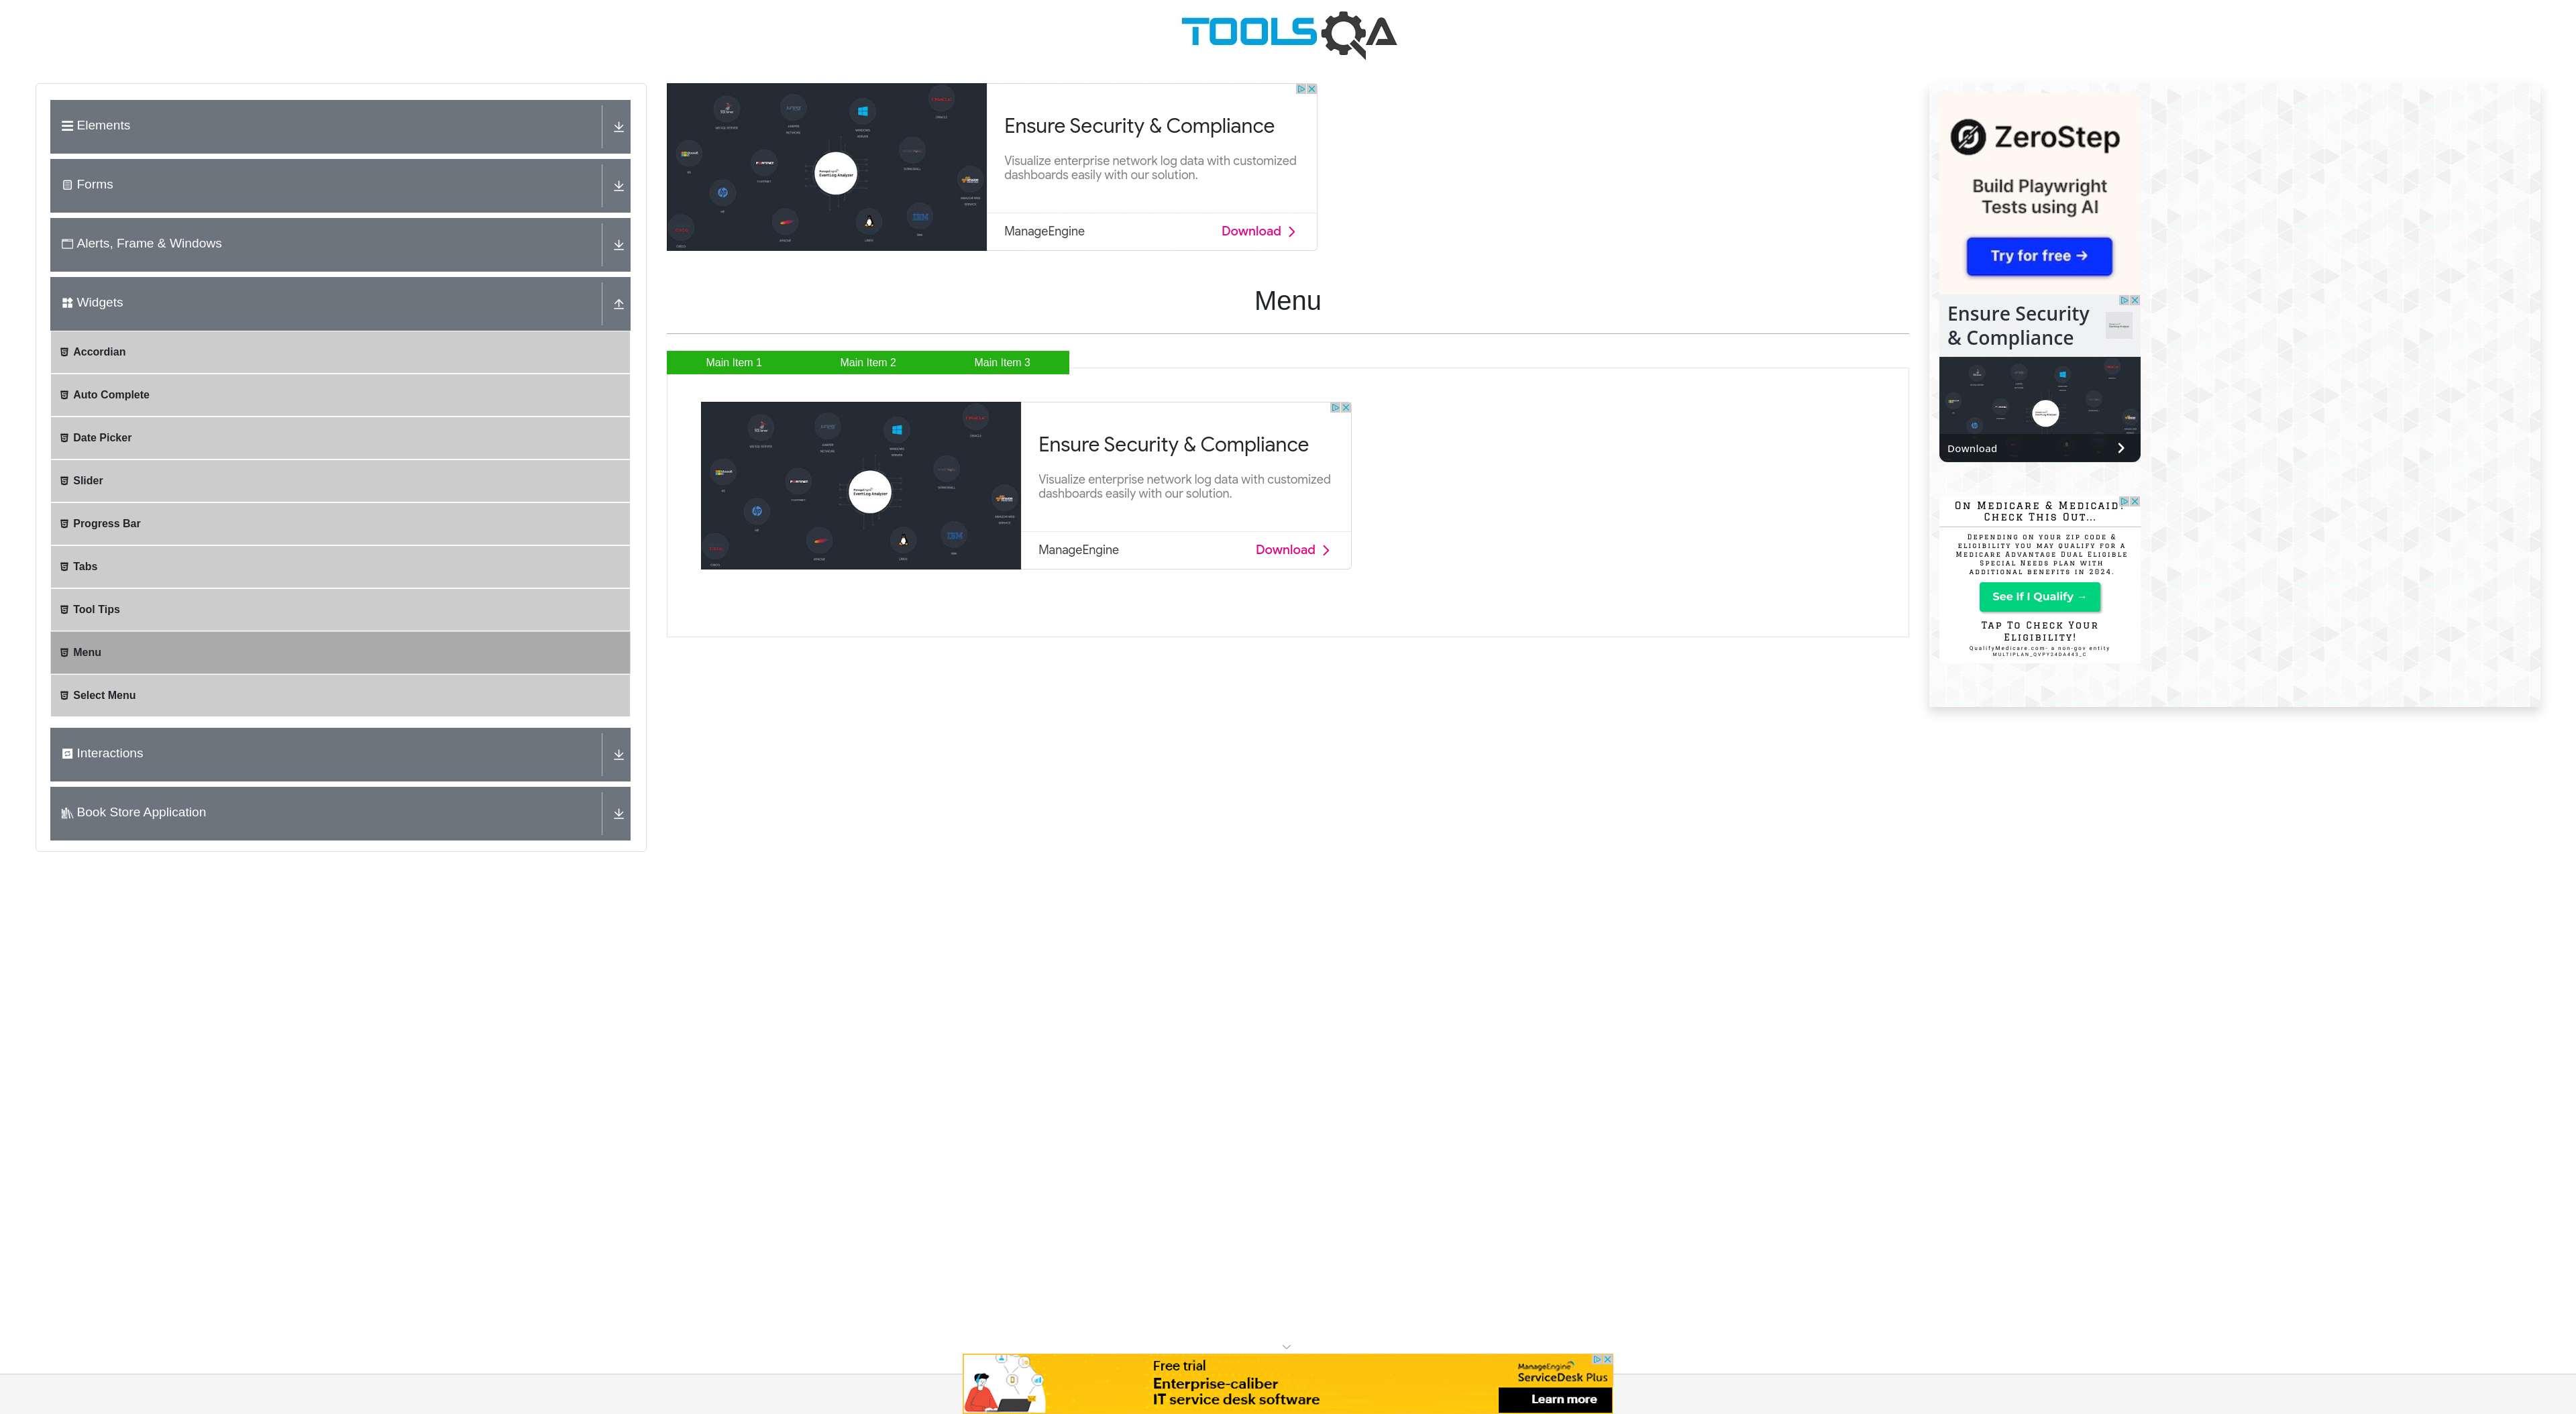 TOOLSQA
Elements
Forms
Alerts, Frame & Windows
Widgets
Accordian
Auto Complete
Date Picker
Slider
Progress Bar
Tabs
Tool Tips
Menu
Select Menu
Interactions
Book Store Application
Ensure Security & Compliance
Visualize enterprise network log data with customized
dashboards easily with our solution.
ManageEngine
Download
Menu
Main Item 1
Main Item 2
Main Item 3
Ensure Security & Compliance
Visualize enterprise network log data with customized
dashboards easily with our solution.
ManageEngine
Download
ZeroStep
Build Playwright
Tests using AI
Try for free →
Ensure Security
& Compliance
Download
On Medicare & Medicaid?
Check This Out...
Depending on your zip code &
eligibility you may qualify for a
Medicare Advantage Dual Eligible
Special Needs plan with
additional benefits in 2024.
See If I Qualify →
Tap To Check Your
Eligibility!
QualifyMedicare.com- a non-gov entity
Free trial
Enterprise-caliber
IT service desk software
ManageEngine
ServiceDesk Plus
Learn more